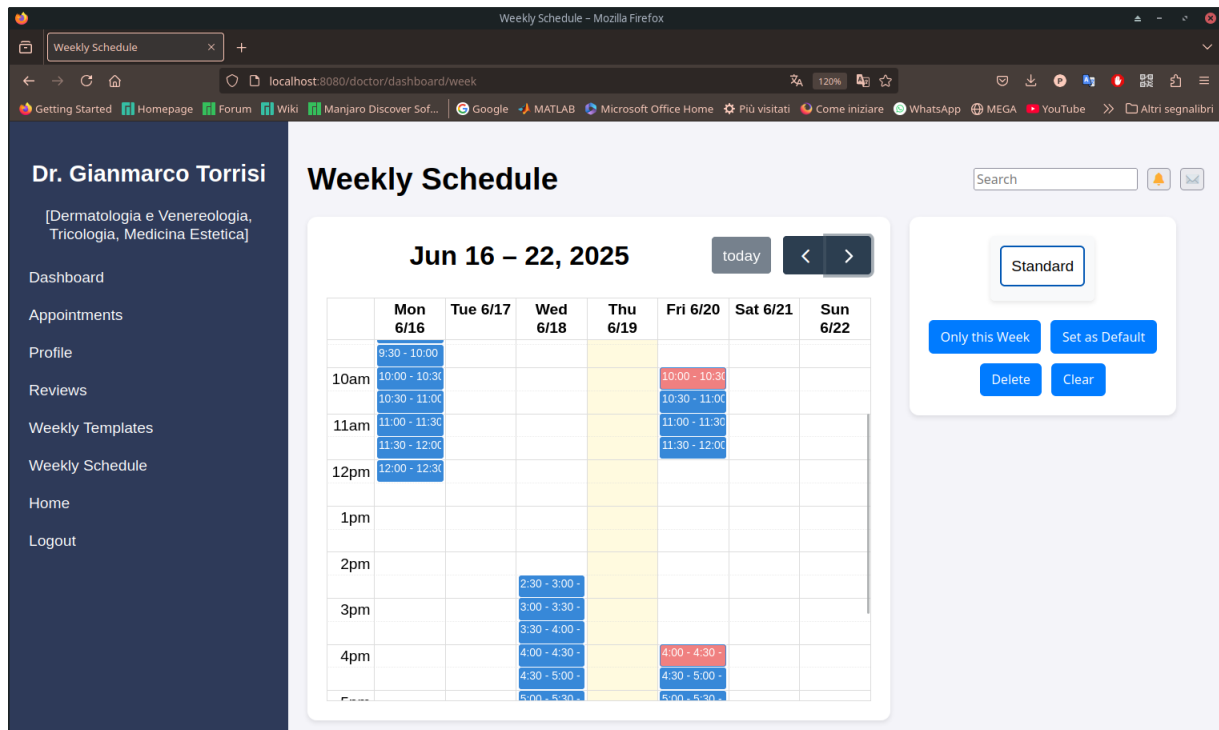 Weekly Schedule – Mozilla Firefox
Weekly Schedule
localhost:8080/doctor/dashboard/week
120%
Getting Started Homepage Forum Wiki Manjaro Discover Sof... Google MATLAB Microsoft Office Home Più visitati Come iniziare WhatsApp MEGA YouTube Altri segnalibri
Dr. Gianmarco Torrisi
[Dermatologia e Venereologia,
Tricologia, Medicina Estetica]
Dashboard
Appointments
Profile
Reviews
Weekly Templates
Weekly Schedule
Home
Logout
Weekly Schedule
Search
Jun 16 – 22, 2025
today
Mon 6/16
Tue 6/17
Wed 6/18
Thu 6/19
Fri 6/20
Sat 6/21
Sun 6/22
9:30 - 10:00
10am 10:00 - 10:30 10:00 - 10:30
10:30 - 11:00 10:30 - 11:00
11am 11:00 - 11:30 11:00 - 11:30
11:30 - 12:00 11:30 - 12:00
12pm 12:00 - 12:30
1pm
2pm
2:30 - 3:00 -
3pm 3:00 - 3:30 -
3:30 - 4:00 -
4pm 4:00 - 4:30 - 4:00 - 4:30 -
4:30 - 5:00 - 4:30 - 5:00 -
5:00 - 5:30 - 5:00 - 5:30 -
Standard
Only this Week
Set as Default
Delete
Clear